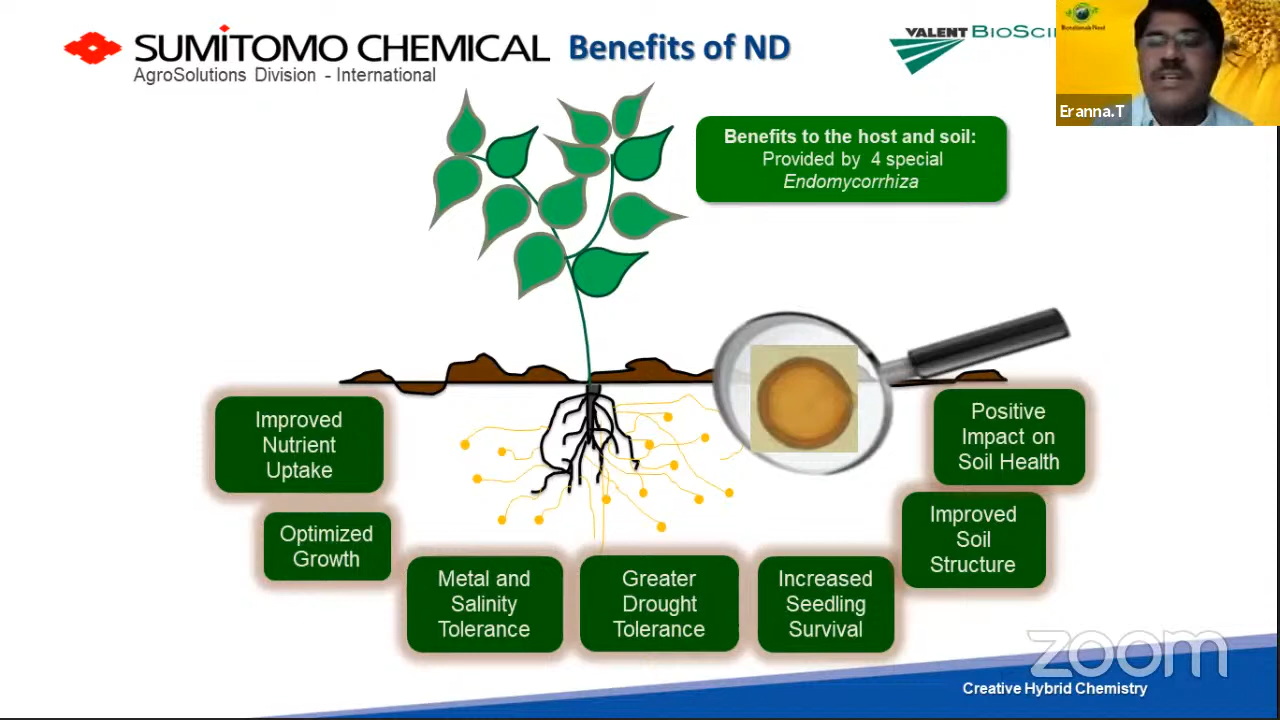 SUMITOMO CHEMICAL
AgroSolutions Division - International
Benefits of ND
VALENT BIOSCI
Eranna.T
Benefits to the host and soil:
Provided by 4 special
Endomycorrhiza
Improved
Nutrient
Uptake
Optimized
Growth
Metal and
Salinity
Tolerance
Greater
Drought
Tolerance
Increased
Seedling
Survival
Improved
Soil
Structure
Positive
Impact on
Soil Health
zoom
Creative Hybrid Chemistry